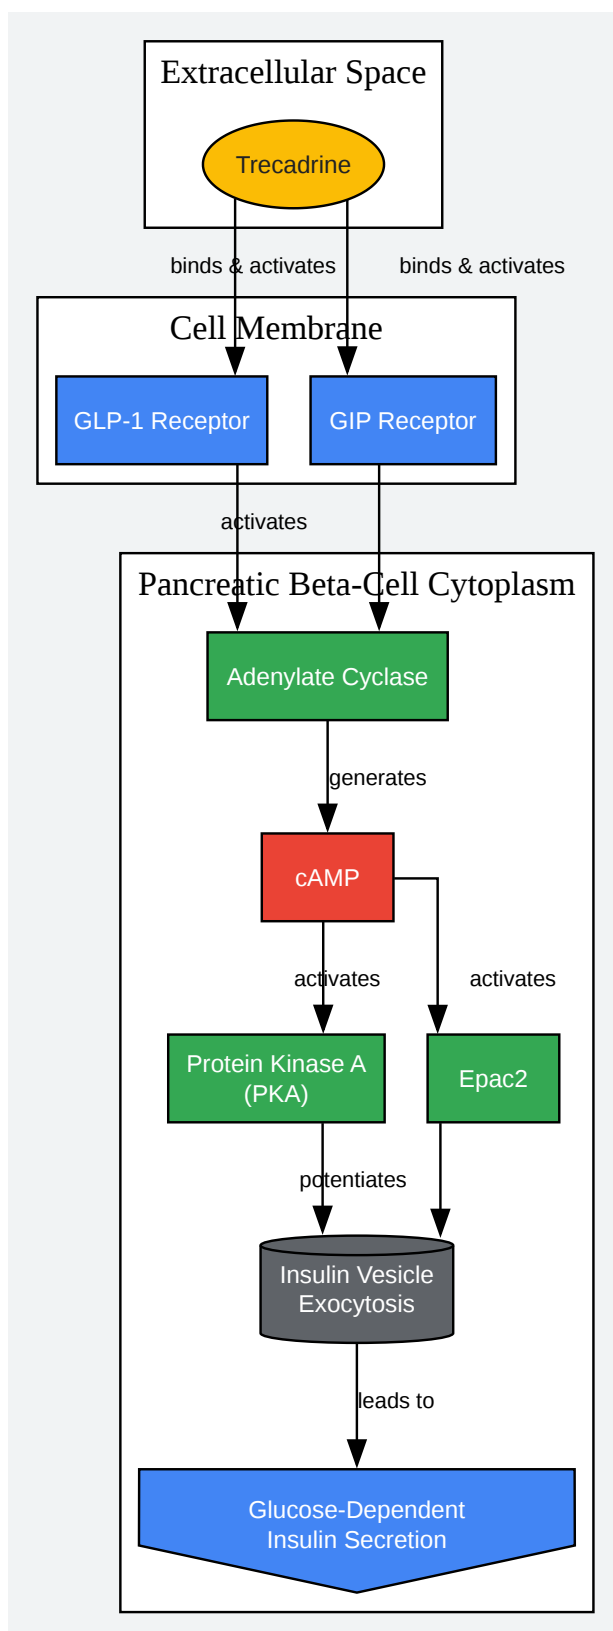 Extracellular Space
Trecadrine
binds & activates
binds & activates
Cell Membrane
GLP-1 Receptor
GIP Receptor
activates
Pancreatic Beta-Cell Cytoplasm
Adenylate Cyclase
generates
cAMP
activates
activates
Protein Kinase A
(PKA)
Epac2
potentiates
Insulin Vesicle
Exocytosis
leads to
Glucose-Dependent
Insulin Secretion